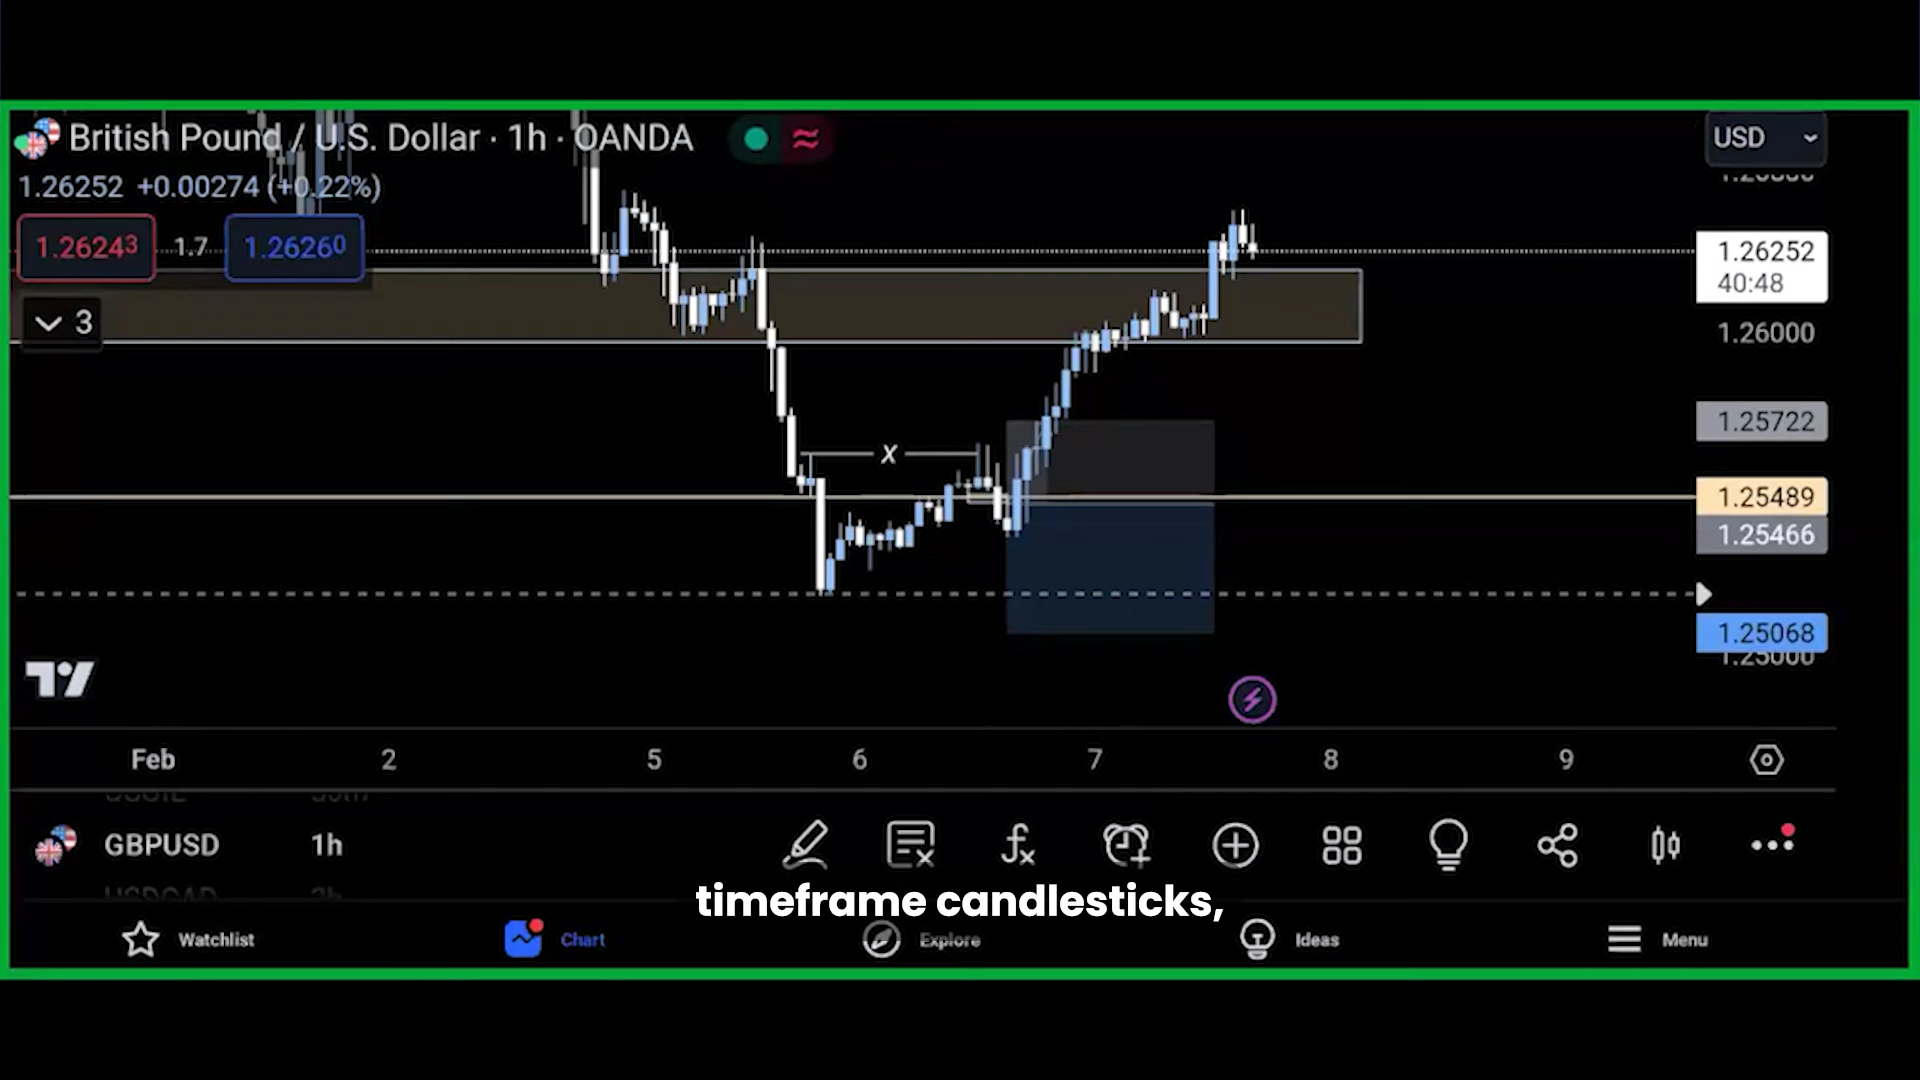 British Pound / U.S. Dollar · 1h · OANDA
USD
1.26252 +0.00274 (+0.22%)
1.26243 1.7 1.26260
1.26252
40:48
3
1.26000
1.25722
x
1.25489
1.25466
1.25068
1.25000
Feb 2 5 6 7 8 9
GBPUSD 1h
timeframe candlesticks,
Watchlist Chart Explore Ideas Menu